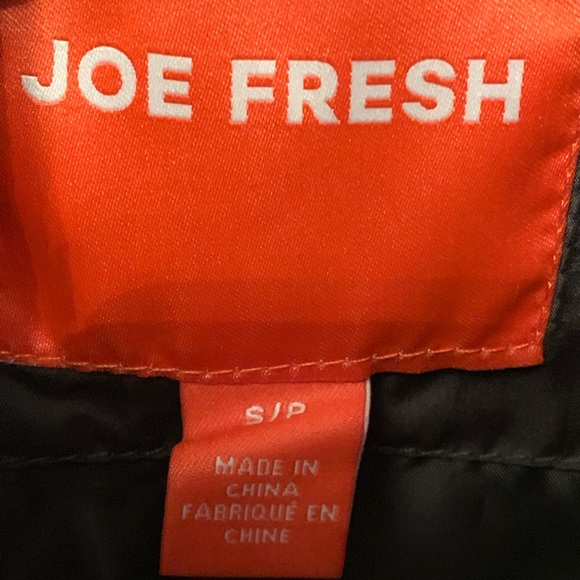 JOE FRESH
S/P
MADE IN
CHINA
FABRIQUÉ EN
CHINE